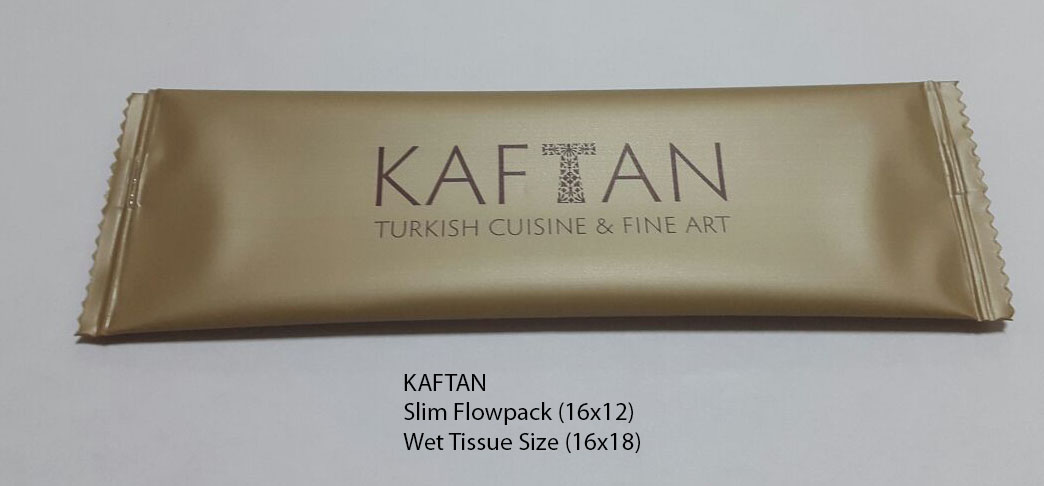 KAFTAN
TURKISH CUISINE & FINE ART
KAFTAN
Slim Flowpack (16x12)
Wet Tissue Size (16x18)